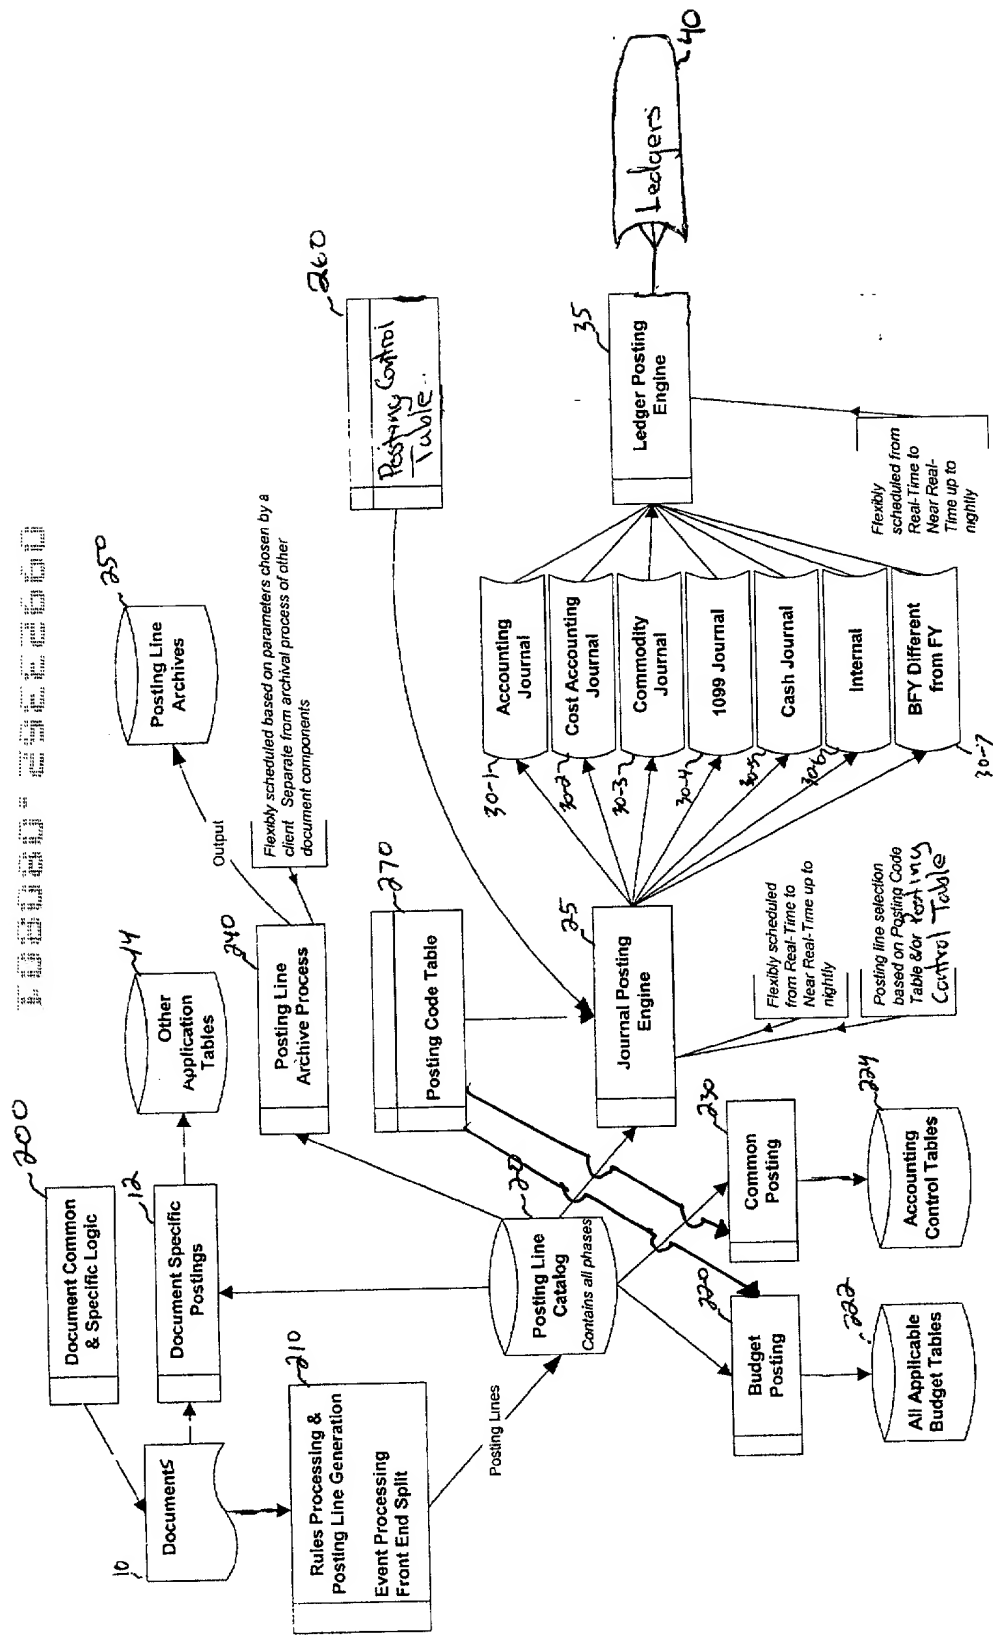 200
Document Common
& Specific Logic
10
Documents
12
Document Specific
Postings
14
Other
Application
Tables
250
Posting Line
Archives
Output
210
Rules Processing &
Posting Line Generation
Event Processing
Front End Split
Posting Lines
240
Posting Line
Archive Process
Flexibly scheduled based on parameters chosen by a
client Separate from archival process of other
document components
260
Posting Control
Table
270
Posting Code Table
20
Posting Line
Catalog
Contains all phases
25
Journal Posting
Engine
30-1
Accounting
Journal
30-2
Cost Accounting
Journal
30-3
Commodity
Journal
30-4
1099 Journal
30-5
Cash Journal
30-6
Internal
30-7
BFY Different
from FY
35
Ledger Posting
Engine
40
Ledgers
220
Budget
Posting
222
All Applicable
Budget Tables
230
Common
Posting
224
Accounting
Control Tables
Flexibly scheduled
from Real-Time to
Near Real-Time up to
nightly
Posting line selection
based on Posting Code
Table &/or Posting
Control Table
Flexibly
scheduled from
Real-Time to
Near Real-
Time up to
nightly